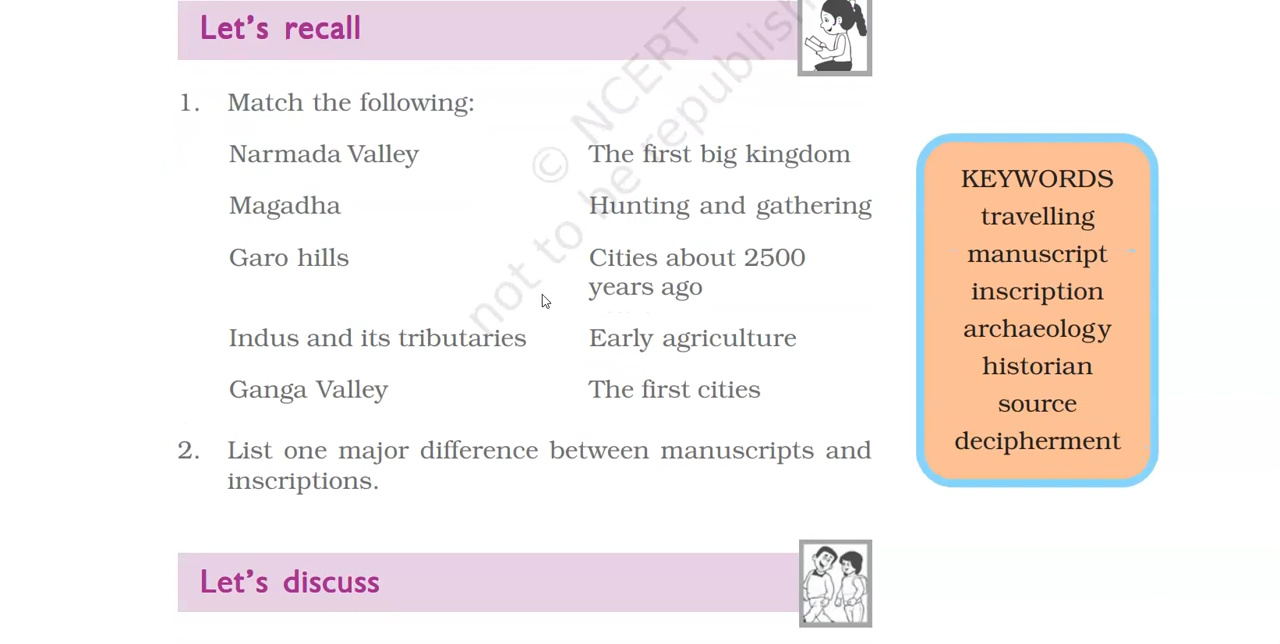 Let's recall
1. Match the following:
Narmada Valley The first big kingdom
Magadha Hunting and gathering
Garo hills Cities about 2500
years ago
Indus and its tributaries Early agriculture
Ganga Valley The first cities
2. List one major difference between manuscripts and
inscriptions.
KEYWORDS
travelling
manuscript
inscription
archaeology
historian
source
decipherment
Let's discuss
© NCERT
not to be republish